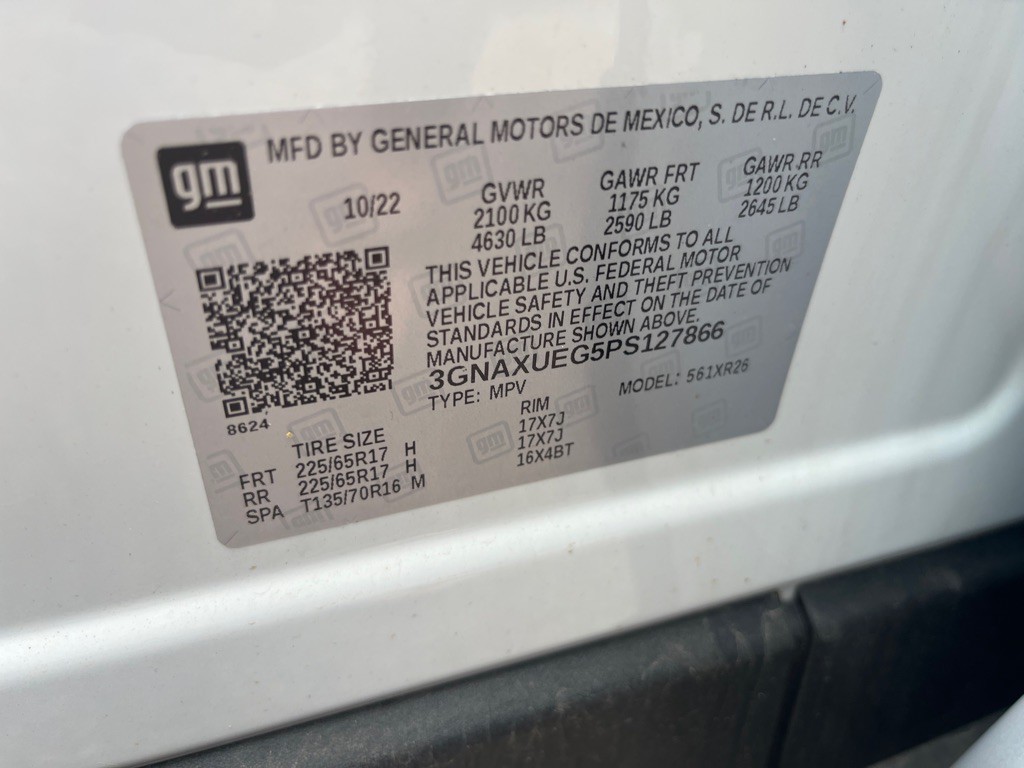 gm
MFD BY GENERAL MOTORS DE MEXICO, S. DE R.L. DE C.V.
10/22
GVWR
2100 KG
4630 LB
GAWR FRT
1175 KG
2590 LB
GAWR RR
1200 KG
2645 LB
THIS VEHICLE CONFORMS TO ALL
APPLICABLE U.S. FEDERAL MOTOR
VEHICLE SAFETY AND THEFT PREVENTION
STANDARDS IN EFFECT ON THE DATE OF
MANUFACTURE SHOWN ABOVE.
3GNAXUEG5PS127866
TYPE: MPV
MODEL: 561XR26
8624
TIRE SIZE RIM
FRT 225/65R17 H 17X7J
RR 225/65R17 H 17X7J
SPA T135/70R16 M 16X4BT